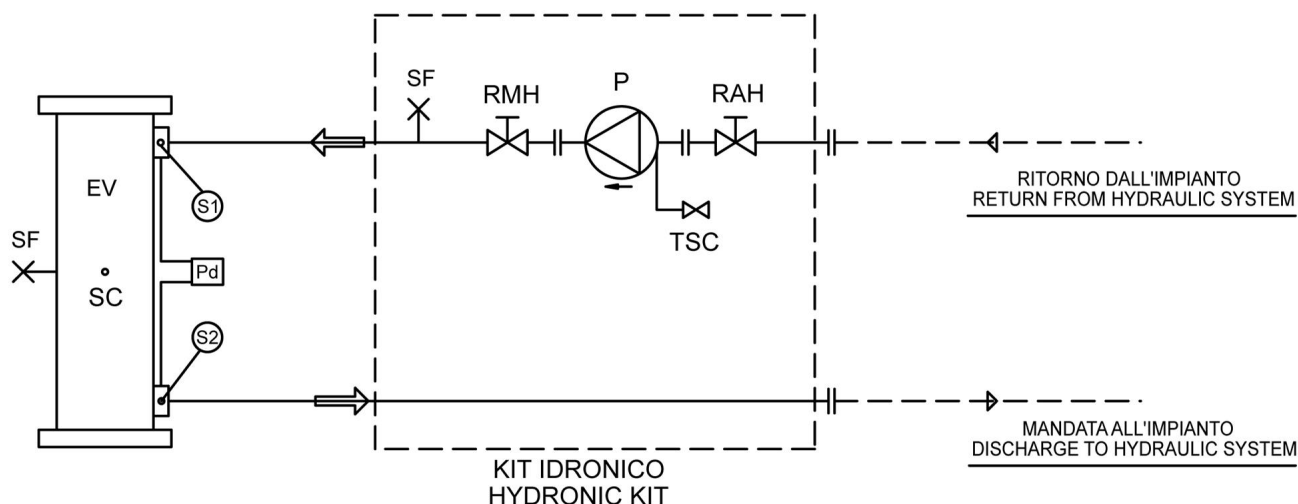 SF
RMH
P
RAH
EV
S1
RITORNO DALL'IMPIANTO
RETURN FROM HYDRAULIC SYSTEM
SF
TSC
Pd
SC
S2
MANDATA ALL'IMPIANTO
DISCHARGE TO HYDRAULIC SYSTEM
KIT IDRONICO
HYDRONIC KIT